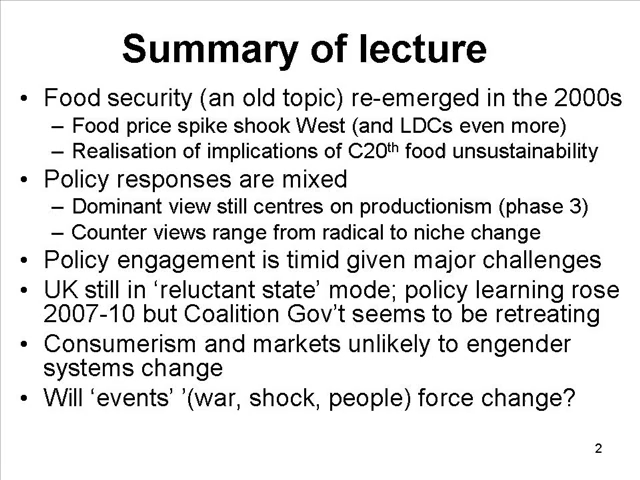 Summary of lecture
• Food security (an old topic) re-emerged in the 2000s
– Food price spike shook West (and LDCs even more)
– Realisation of implications of C20th food unsustainability
• Policy responses are mixed
– Dominant view still centres on productionism (phase 3)
– Counter views range from radical to niche change
• Policy engagement is timid given major challenges
• UK still in ‘reluctant state’ mode; policy learning rose
2007-10 but Coalition Gov’t seems to be retreating
• Consumerism and markets unlikely to engender
systems change
• Will ‘events’ ’(war, shock, people) force change?
2